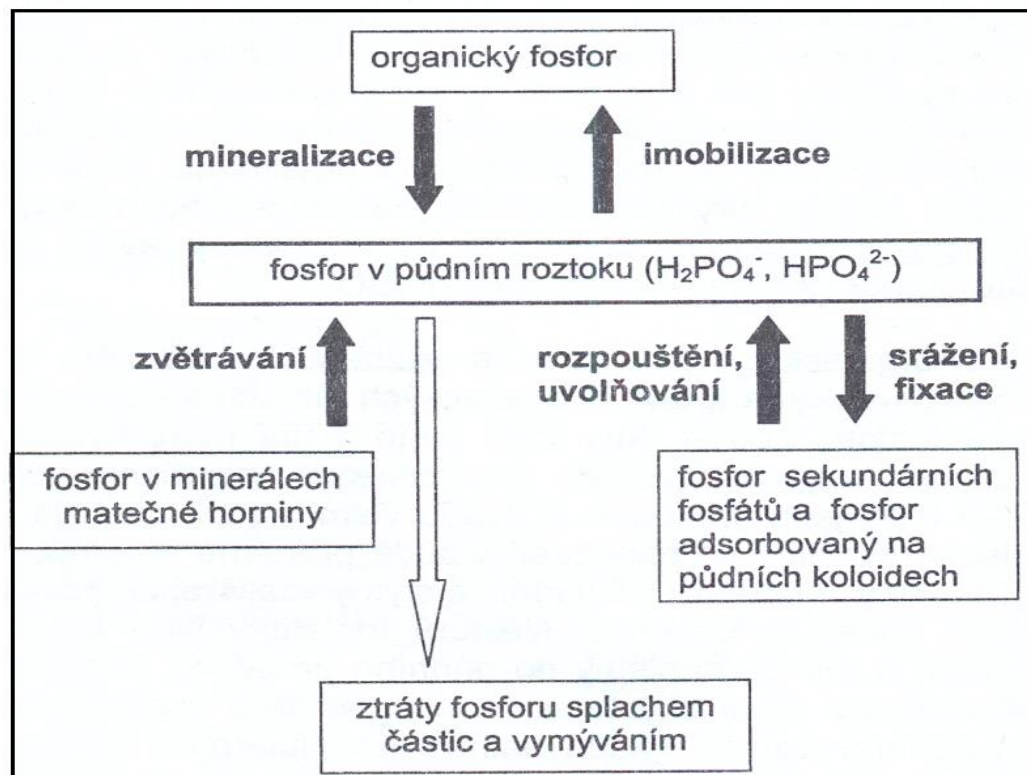 organický fosfor
mineralizace
imobilizace
fosfor v půdním roztoku (H₂PO₄⁻, HPO₄²⁻)
zvětrávání
rozpouštění,
uvolňování
srážení,
fixace
fosfor v minerálech
matečné horniny
fosfor sekundárních
fosfátů a fosfor
adsorbovaný na
půdních koloidech
ztráty fosforu splachem
částic a vymýváním